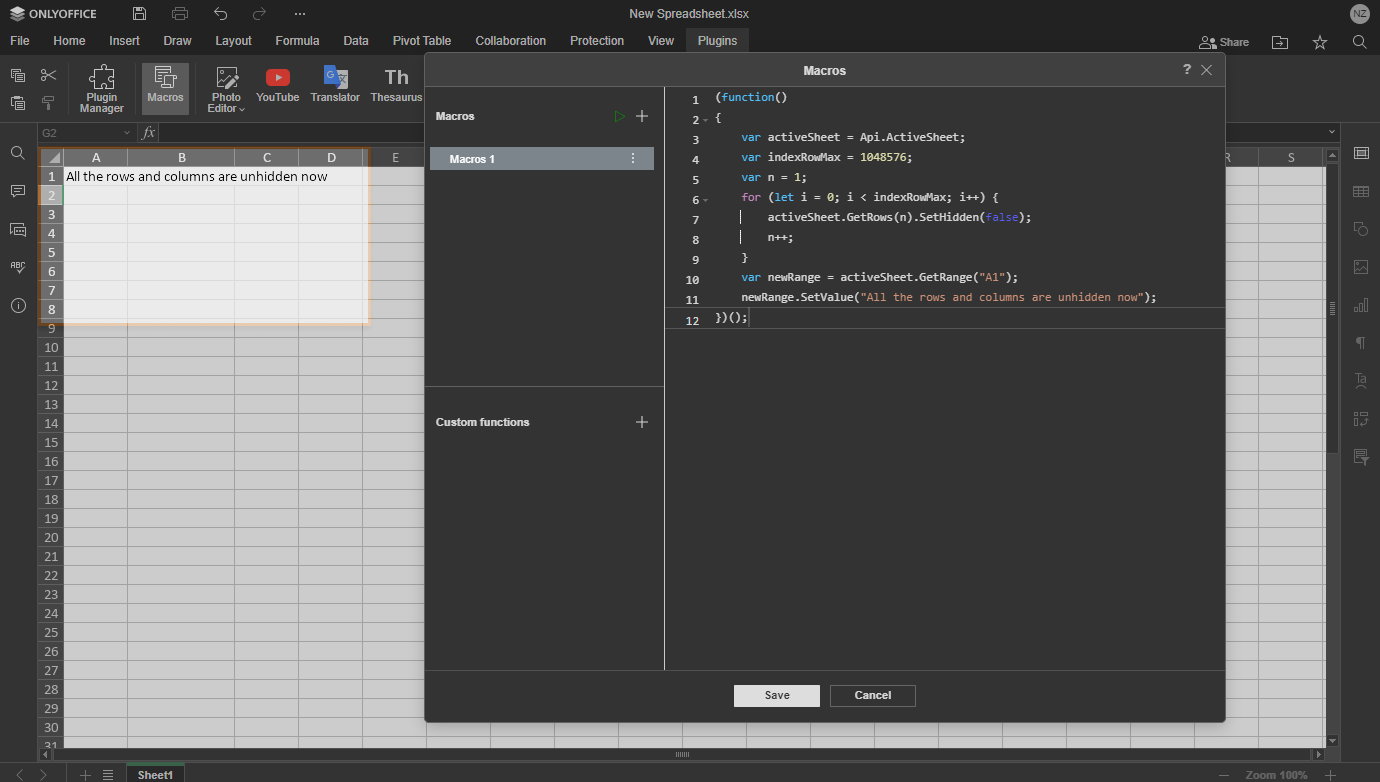 ONLYOFFICE
New Spreadsheet.xlsx
NZ
File Home Insert Draw Layout Formula Data Pivot Table Collaboration Protection View Plugins
Share
Plugin Manager
Macros
Photo Editor
YouTube
Translator
Th
Thesaurus
G2
fx
A B C D E R S
1 All the rows and columns are unhidden now
2
3
4
5
6
7
8
9
10
11
12
13
14
15
16
17
18
19
20
21
22
23
24
25
26
27
28
29
30
31
ABC
Macros
?
Macros
Macros 1
Custom functions
1 (function()
2 {
3 var activeSheet = Api.ActiveSheet;
4 var indexRowMax = 1048576;
5 var n = 1;
6 for (let i = 0; i < indexRowMax; i++) {
7 activeSheet.GetRows(n).SetHidden(false);
8 n++;
9 }
10 var newRange = activeSheet.GetRange("A1");
11 newRange.SetValue("All the rows and columns are unhidden now");
12 })();
Save Cancel
Ta
Sheet1
Zoom 100%